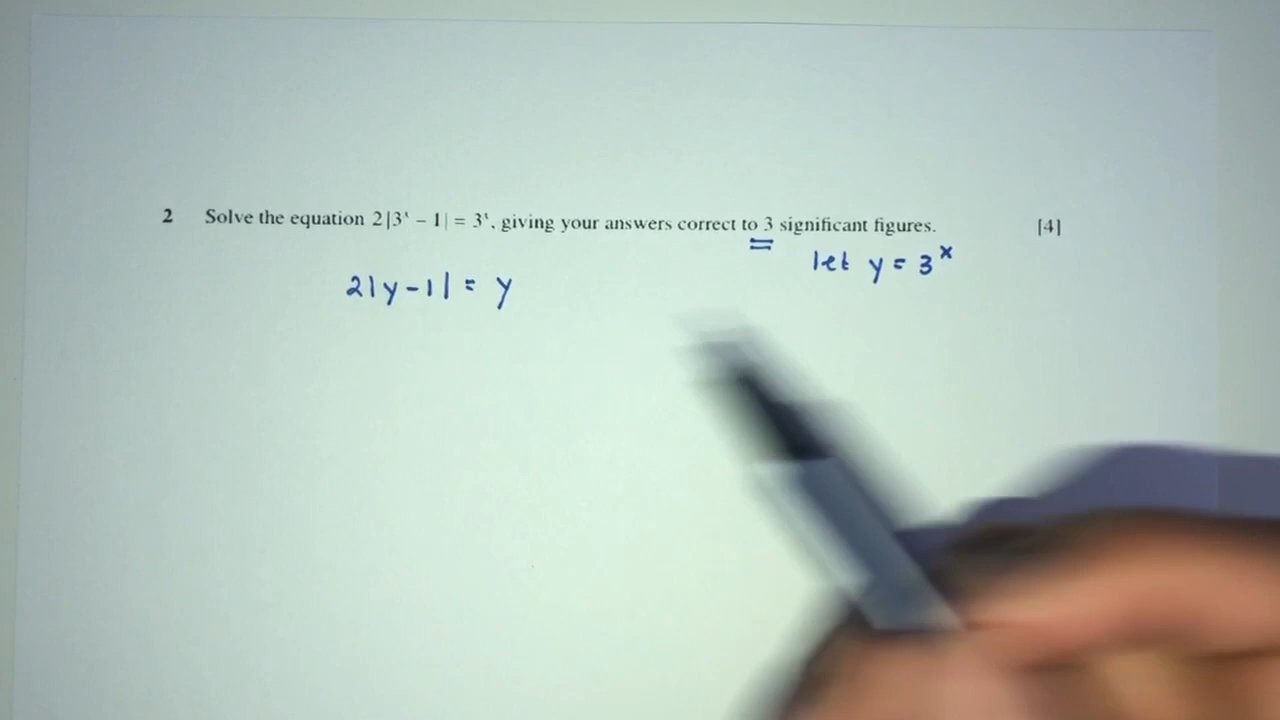 2 Solve the equation 2|3ˣ − 1| = 3ˣ, giving your answers correct to 3 significant figures. [4]
let y = 3ˣ
2|y-1| = y